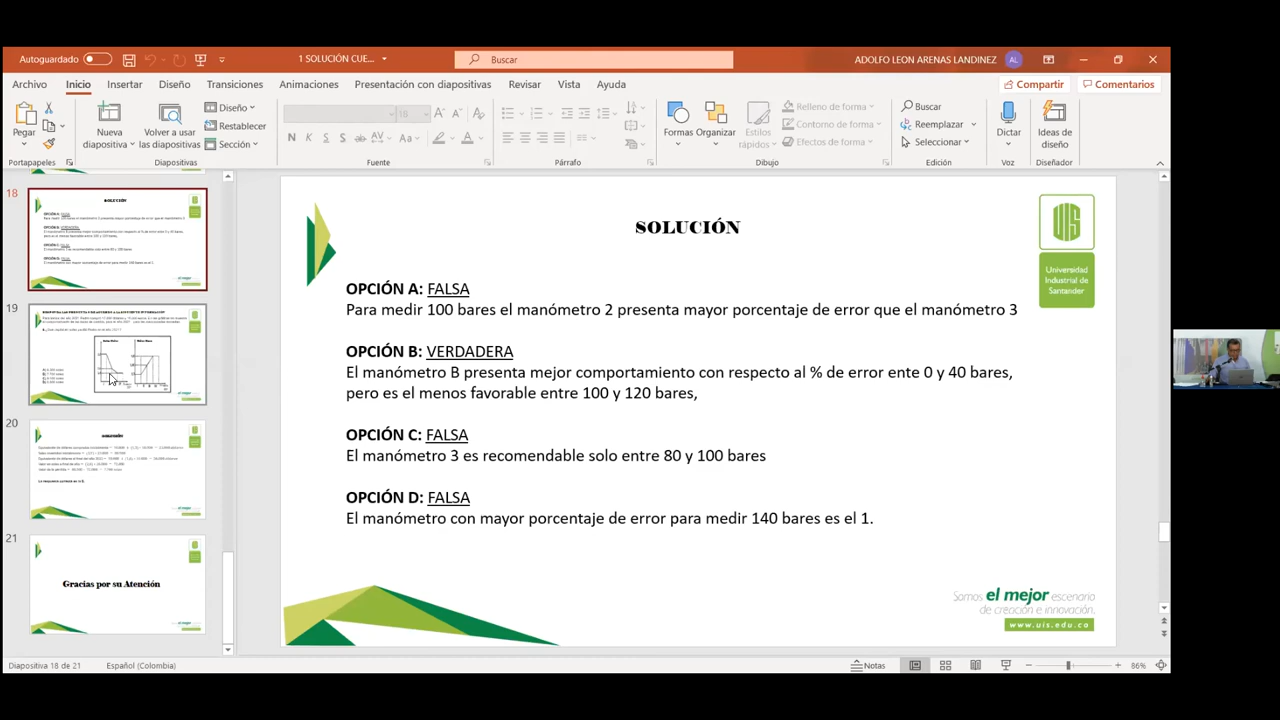 Autoguardado
1 SOLUCIÓN CUE...
Buscar
ADOLFO LEON ARENAS LANDINEZ
AL
Archivo
Inicio
Insertar
Diseño
Transiciones
Animaciones
Presentación con diapositivas
Revisar
Vista
Ayuda
Compartir
Comentarios
Pegar
Nueva diapositiva
Volver a usar las diapositivas
Diseño
Restablecer
Sección
18
Formas
Organizar
Estilos rápidos
Relleno de forma
Contorno de forma
Efectos de forma
Buscar
Reemplazar
Seleccionar
Dictar
Ideas de diseño
Portapapeles
Diapositivas
Fuente
Párrafo
Dibujo
Edición
Voz
Diseñador
18
SOLUCIÓN
19
20
SOLUCIÓN
21
Gracias por su Atención
SOLUCIÓN
UIS
Universidad
Industrial de
Santander
OPCIÓN A: FALSA
Para medir 100 bares el manómetro 2 presenta mayor porcentaje de error que el manómetro 3
OPCIÓN B: VERDADERA
El manómetro B presenta mejor comportamiento con respecto al % de error ente 0 y 40 bares,
pero es el menos favorable entre 100 y 120 bares,
OPCIÓN C: FALSA
El manómetro 3 es recomendable solo entre 80 y 100 bares
OPCIÓN D: FALSA
El manómetro con mayor porcentaje de error para medir 140 bares es el 1.
Somos el mejor escenario
de creación e innovación.
www.uis.edu.co
Diapositiva 18 de 21
Español (Colombia)
Notas
86%